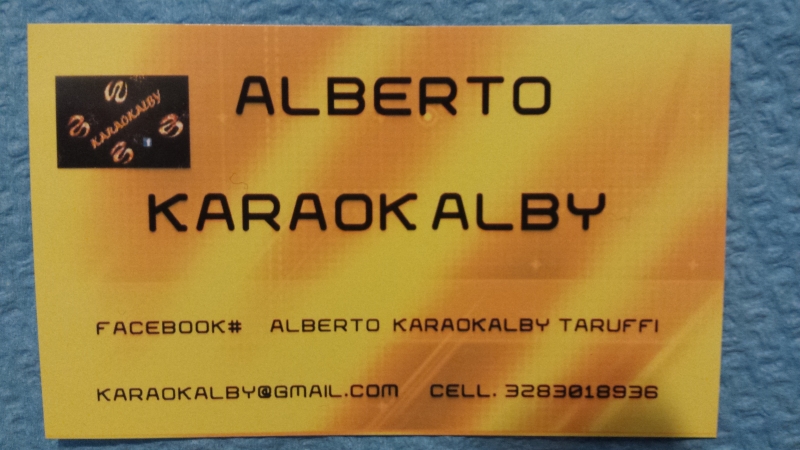 KARAOKALBY
ALBERTO
KARAOKALBY
FACEBOOK# ALBERTO KARAOKALBY TARUFFI
KARAOKALBY@GMAIL.COM CELL. 3283018936